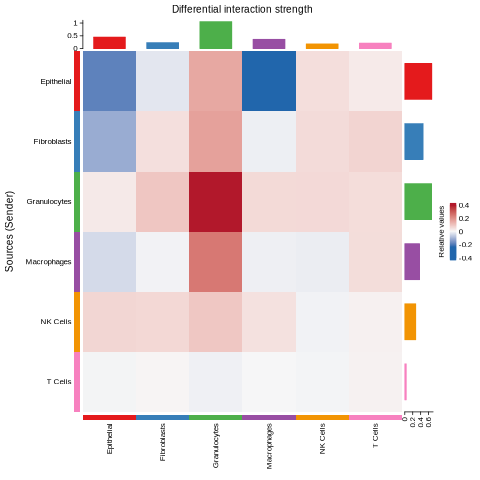 Differential interaction strength
1
0.5
0
Epithelial
Fibroblasts
Granulocytes
Macrophages
NK Cells
T Cells
Sources (Sender)
Relative values
0.4
0.2
0
-0.2
-0.4
0
0.2
0.4
0.6
Epithelial
Fibroblasts
Granulocytes
Macrophages
NK Cells
T Cells